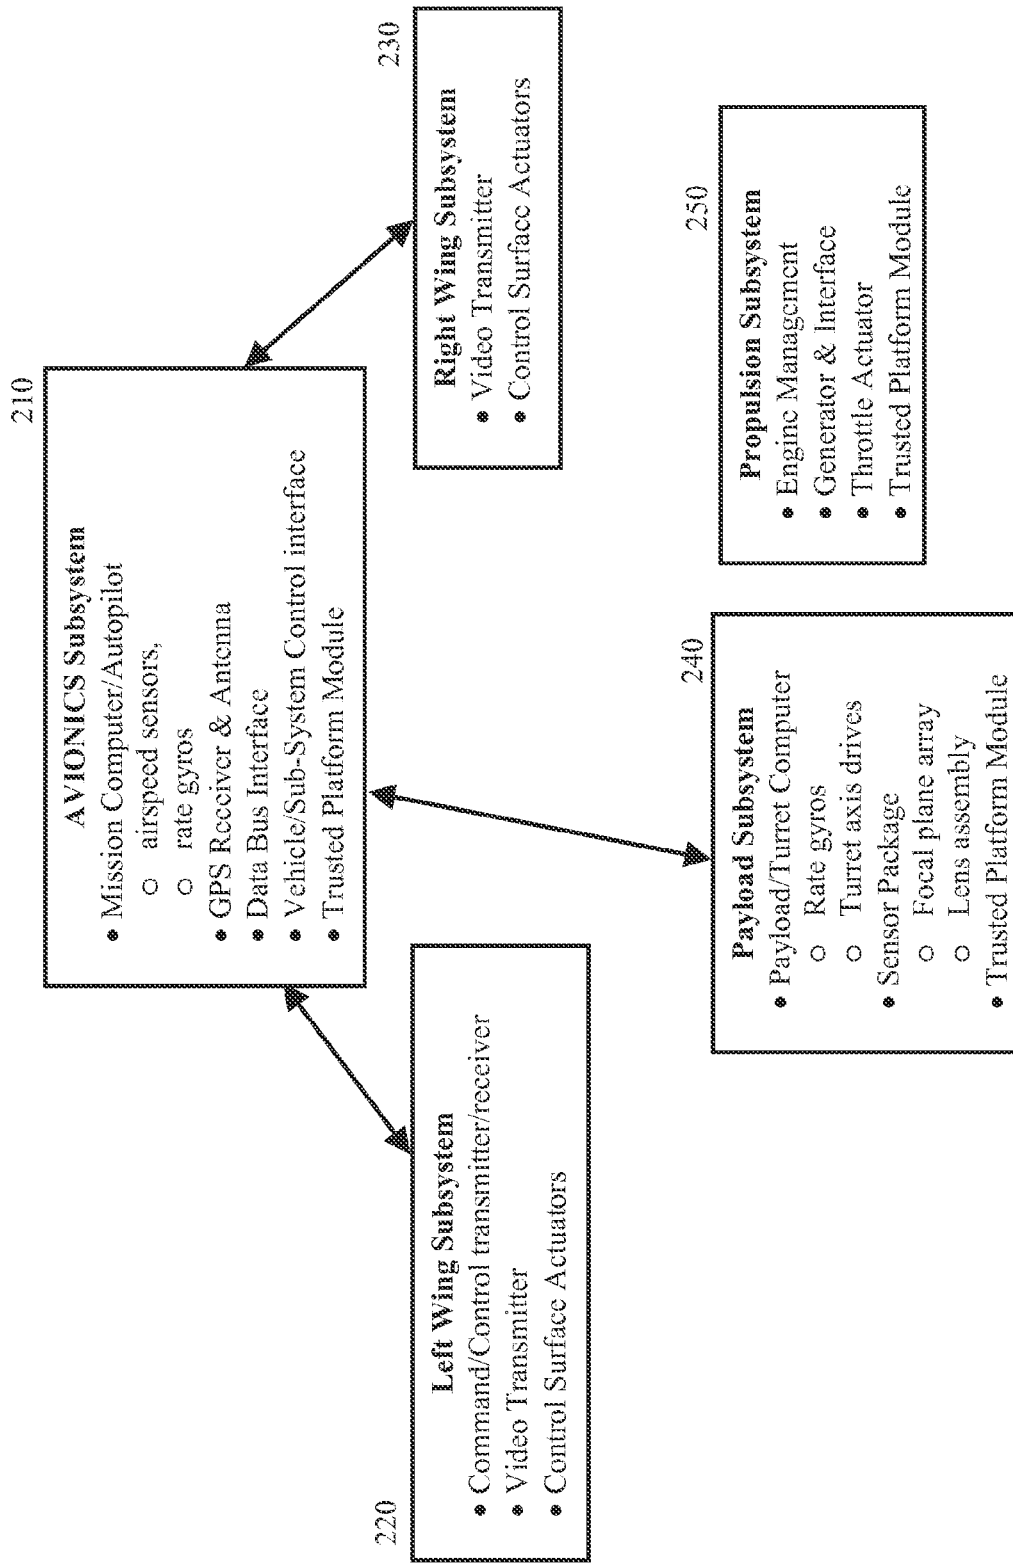 210
AVIONICS Subsystem
• Mission Computer/Autopilot
○ airspeed sensors,
○ rate gyros
• GPS Receiver & Antenna
• Data Bus Interface
• Vehicle/Sub-System Control interface
• Trusted Platform Module
220
Left Wing Subsystem
• Command/Control transmitter/receiver
• Video Transmitter
• Control Surface Actuators
230
Right Wing Subsystem
• Video Transmitter
• Control Surface Actuators
240
Payload Subsystem
• Payload/Turret Computer
○ Rate gyros
○ Turret axis drives
• Sensor Package
○ Focal plane array
○ Lens assembly
• Trusted Platform Module
250
Propulsion Subsystem
• Engine Management
• Generator & Interface
• Throttle Actuator
• Trusted Platform Module